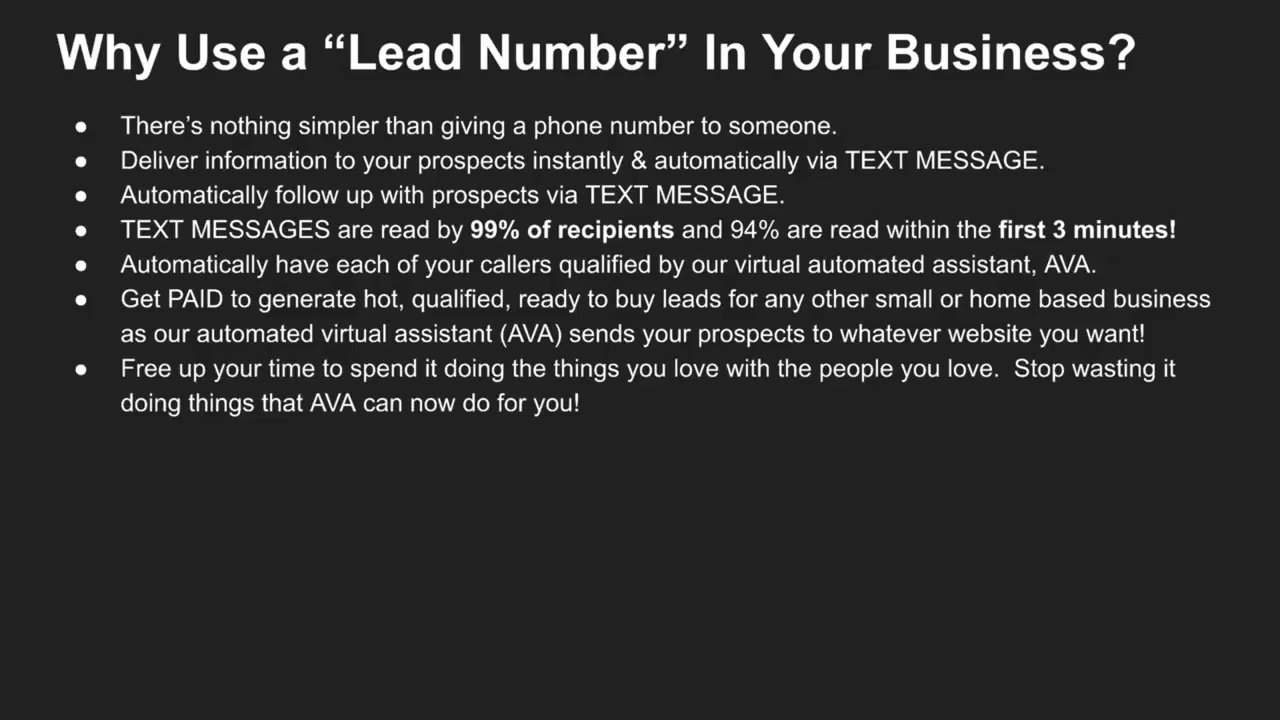 Why Use a “Lead Number” In Your Business?
● There’s nothing simpler than giving a phone number to someone.
● Deliver information to your prospects instantly & automatically via TEXT MESSAGE.
● Automatically follow up with prospects via TEXT MESSAGE.
● TEXT MESSAGES are read by 99% of recipients and 94% are read within the first 3 minutes!
● Automatically have each of your callers qualified by our virtual automated assistant, AVA.
● Get PAID to generate hot, qualified, ready to buy leads for any other small or home based business
as our automated virtual assistant (AVA) sends your prospects to whatever website you want!
● Free up your time to spend it doing the things you love with the people you love.  Stop wasting it
doing things that AVA can now do for you!